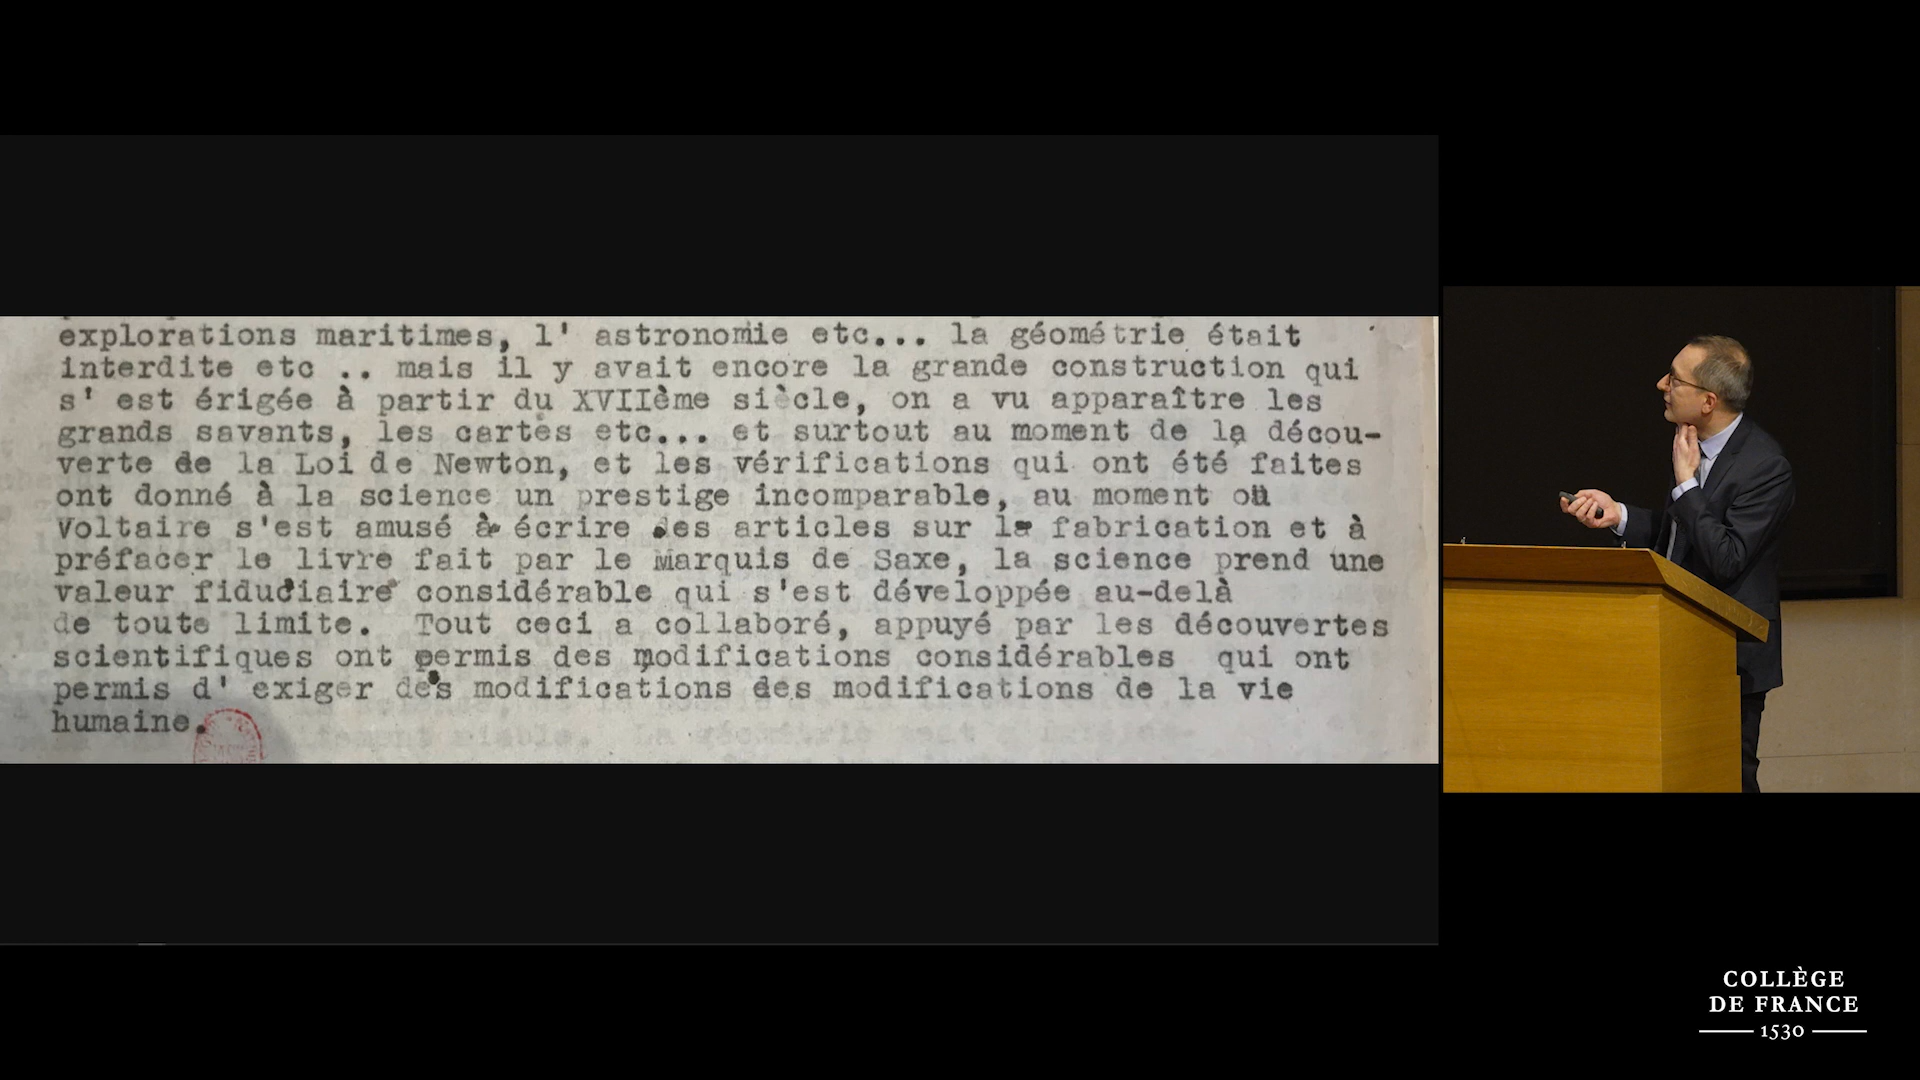 explorations maritimes, l' astronomie etc... la géométrie était
interdite etc .. mais il y avait encore la grande construction qui
s' est érigée à partir du XVIIème siècle, on a vu apparaître les
grands savants, les cartes etc... et surtout au moment de la décou-
verte de la Loi de Newton, et les vérifications qui ont été faites
ont donné à la science un prestige incomparable, au moment où
Voltaire s'est amusé à écrire des articles sur la fabrication et à
préfacer le livre fait par le Marquis de Saxe, la science prend une
valeur fiduciaire considérable qui s'est développée au-delà
de toute limite. Tout ceci a collaboré, appuyé par les découvertes
scientifiques ont permis des modifications considérables qui ont
permis d' exiger des modifications des modifications de la vie
humaine.
COLLÈGE
DE FRANCE
1530